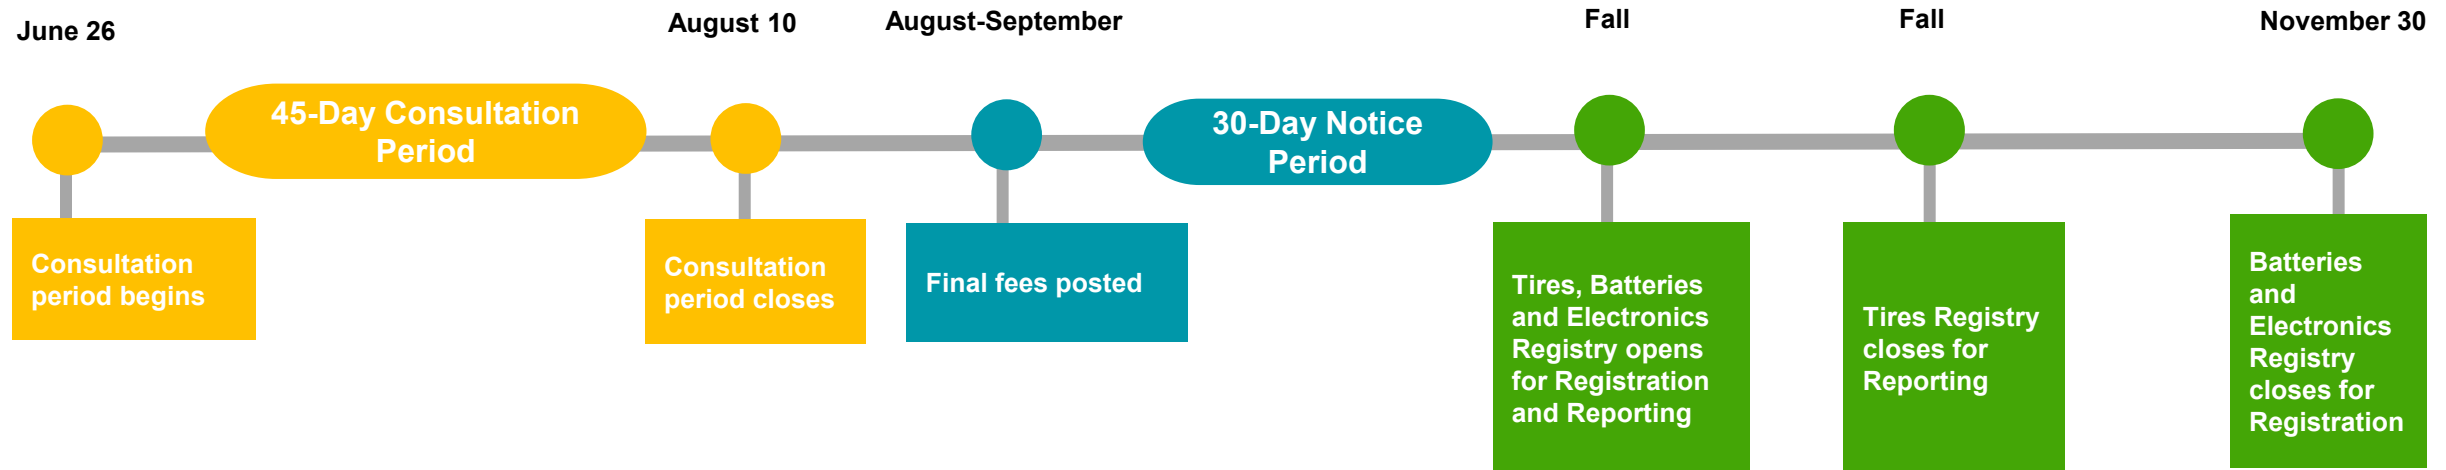 June 26
August 10
August-September
Fall
Fall
November 30
45-Day Consultation
Period
30-Day Notice
Period
Consultation
period begins
Consultation
period closes
Final fees posted
Tires, Batteries
and Electronics
Registry opens
for Registration
and Reporting
Tires Registry
closes for
Reporting
Batteries
and
Electronics
Registry
closes for
Registration